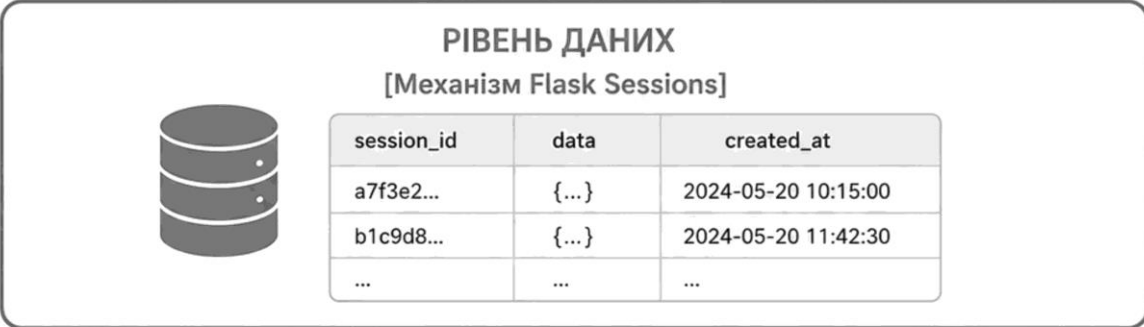 РІВЕНЬ ДАНИХ
[Механізм Flask Sessions]
session_id data created_at
a7f3e2... {...} 2024-05-20 10:15:00
b1c9d8... {...} 2024-05-20 11:42:30
... ... ...